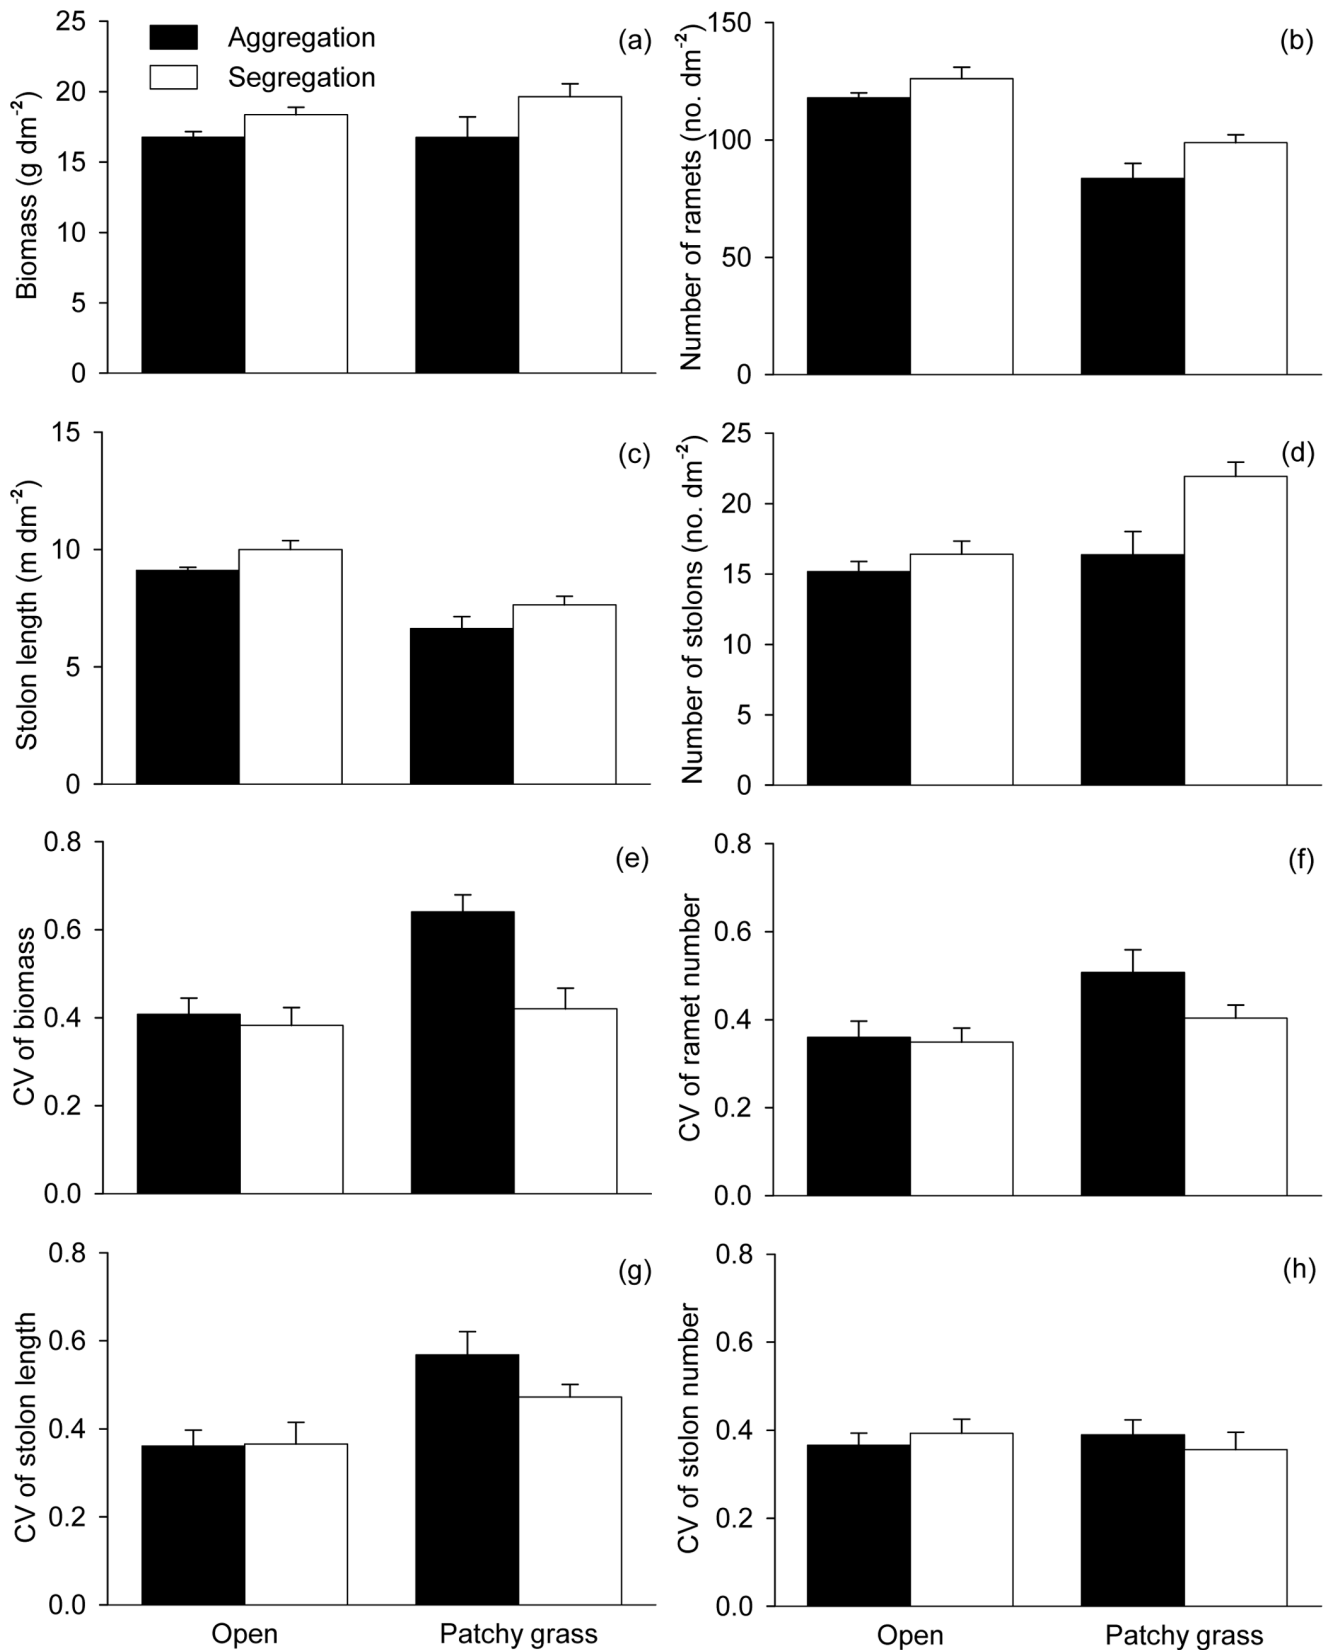 Aggregation
Segregation
(a)
Biomass (g dm⁻²)
25
20
15
10
5
0
(b)
Number of ramets (no. dm⁻²)
150
100
50
0
(c)
Stolon length (m dm⁻²)
15
10
5
0
(d)
Number of stolons (no. dm⁻²)
25
20
15
10
5
0
(e)
CV of biomass
0.8
0.6
0.4
0.2
0.0
(f)
CV of ramet number
0.8
0.6
0.4
0.2
0.0
(g)
CV of stolon length
0.8
0.6
0.4
0.2
0.0
Open Patchy grass
(h)
CV of stolon number
0.8
0.6
0.4
0.2
0.0
Open Patchy grass